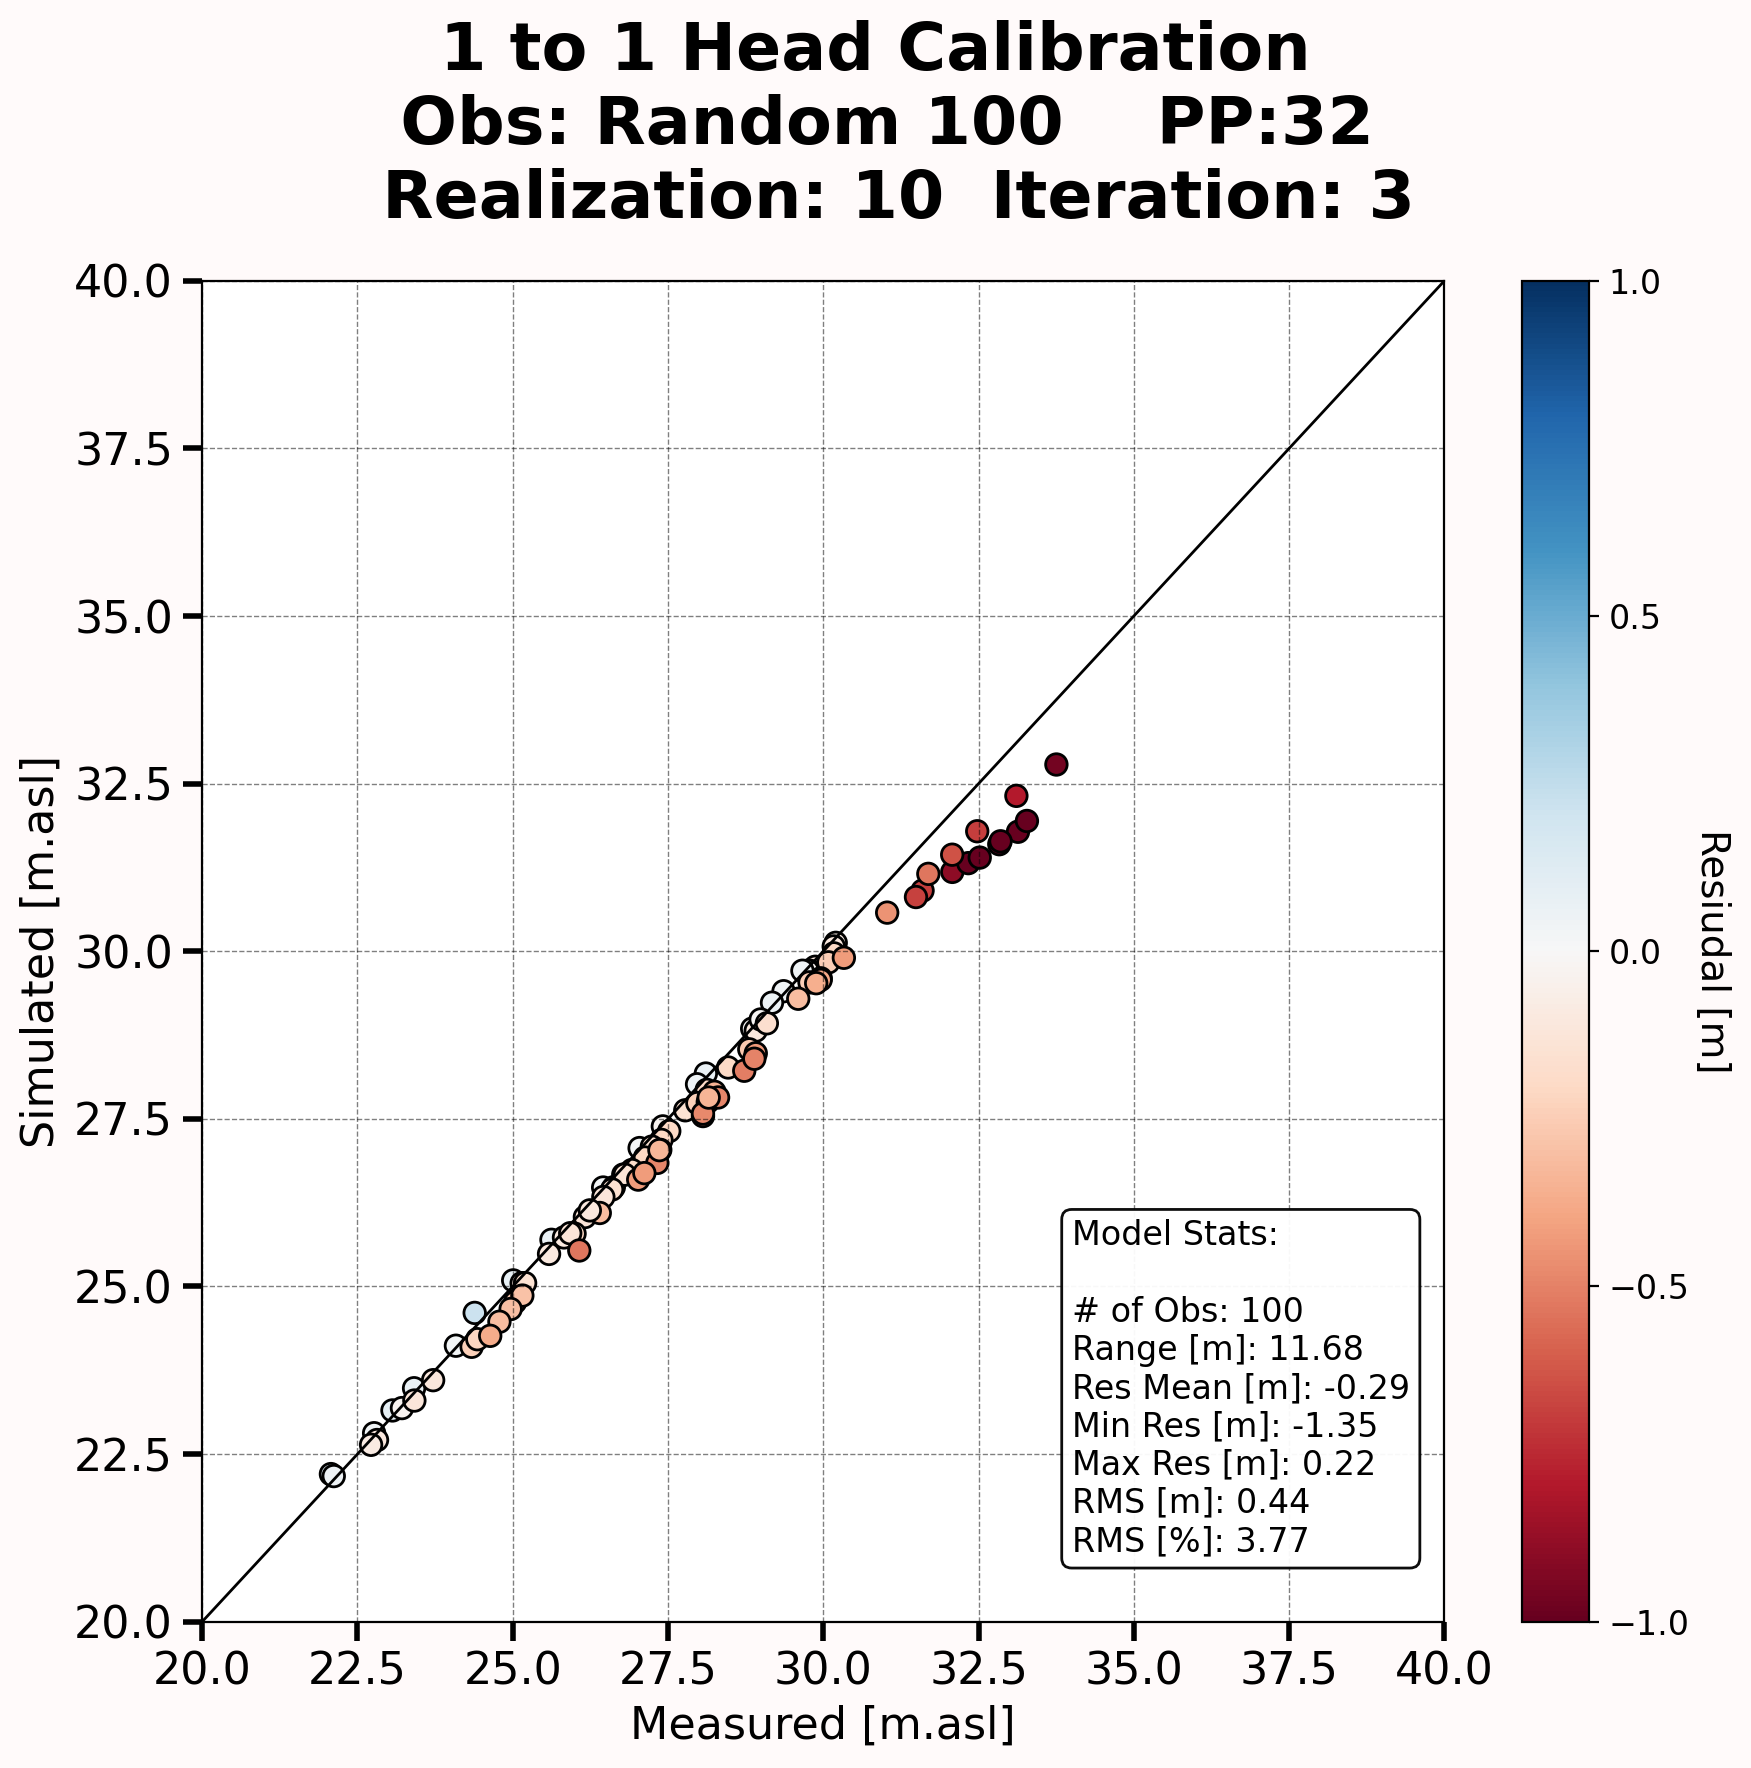 1 to 1 Head Calibration
Obs: Random 100 PP:32
Realization: 10 Iteration: 3
40.0
37.5
35.0
32.5
30.0
27.5
25.0
22.5
20.0
Simulated [m.asl]
20.0 22.5 25.0 27.5 30.0 32.5 35.0 37.5 40.0
Measured [m.asl]
Model Stats:
# of Obs: 100
Range [m]: 11.68
Res Mean [m]: -0.29
Min Res [m]: -1.35
Max Res [m]: 0.22
RMS [m]: 0.44
RMS [%]: 3.77
1.0
0.5
0.0
−0.5
−1.0
Resiudal [m]